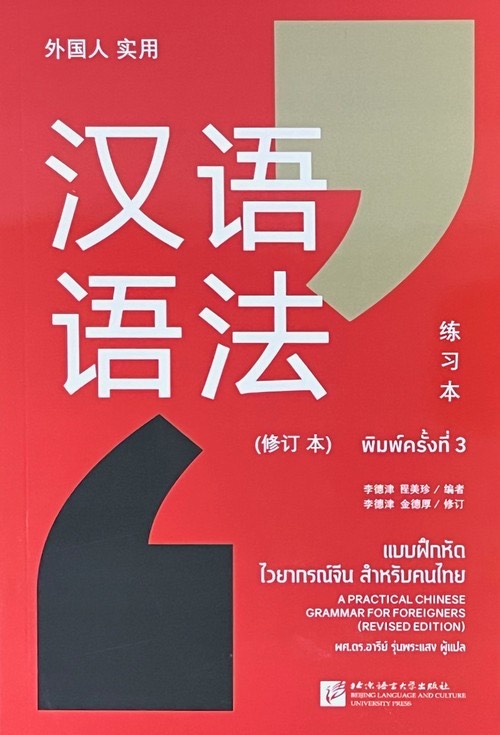 外国人 实用
汉语
语法
练习本
(修订 本) พิมพ์ครั้งที่ 3
李德津 程美珍 / 编者
李德津 金德厚 / 修订
แบบฝึกหัด
ไวยากรณ์จีน สำหรับคนไทย
A PRACTICAL CHINESE
GRAMMAR FOR FOREIGNERS
(REVISED EDITION)
ผศ.ดร.อารีย์ รุ่นพระแสง ผู้แปล
北京语言大学出版社
BEIJING LANGUAGE AND CULTURE
UNIVERSITY PRESS